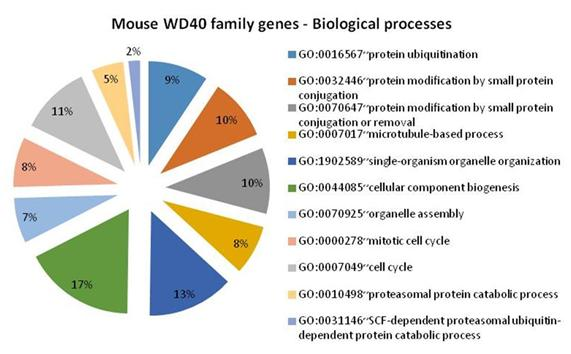 Mouse WD40 family genes - Biological processes
2%
9%
10%
10%
8%
13%
17%
7%
8%
11%
5%
GO:0016567~protein ubiquitination
GO:0032446~protein modification by small protein
conjugation
GO:0070647~protein modification by small protein
conjugation or removal
GO:0007017~microtubule-based process
GO:1902589~single-organism organelle organization
GO:0044085~cellular component biogenesis
GO:0070925~organelle assembly
GO:0000278~mitotic cell cycle
GO:0007049~cell cycle
GO:0010498~proteasomal protein catabolic process
GO:0031146~SCF-dependent proteasomal ubiquitin-
dependent protein catabolic process